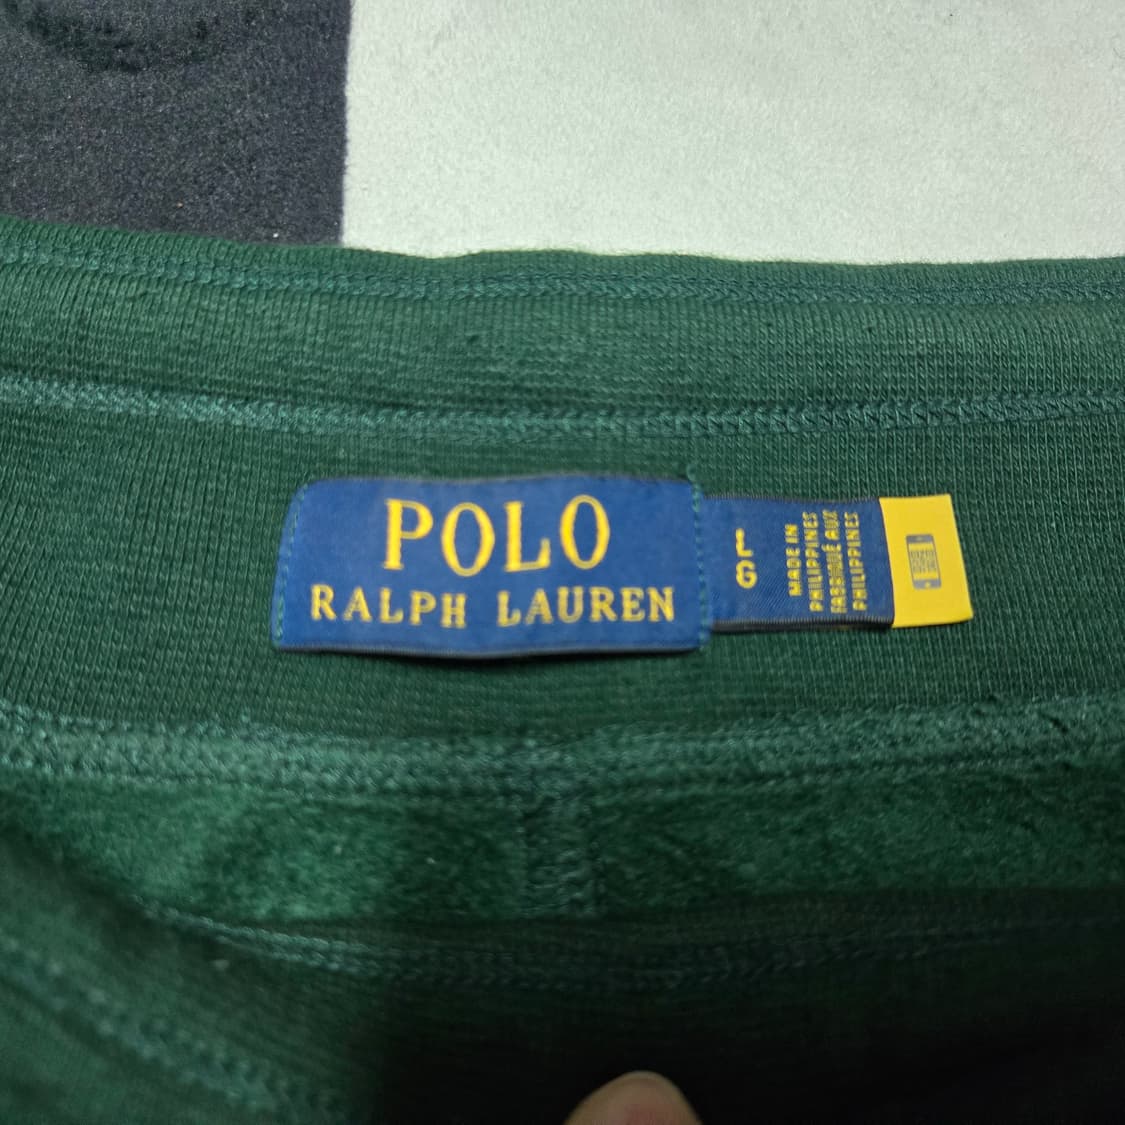 POLO
RALPH LAUREN
L
G
MADE IN
PHILIPPINES
FABRIQUÉ AUX
PHILIPPINES